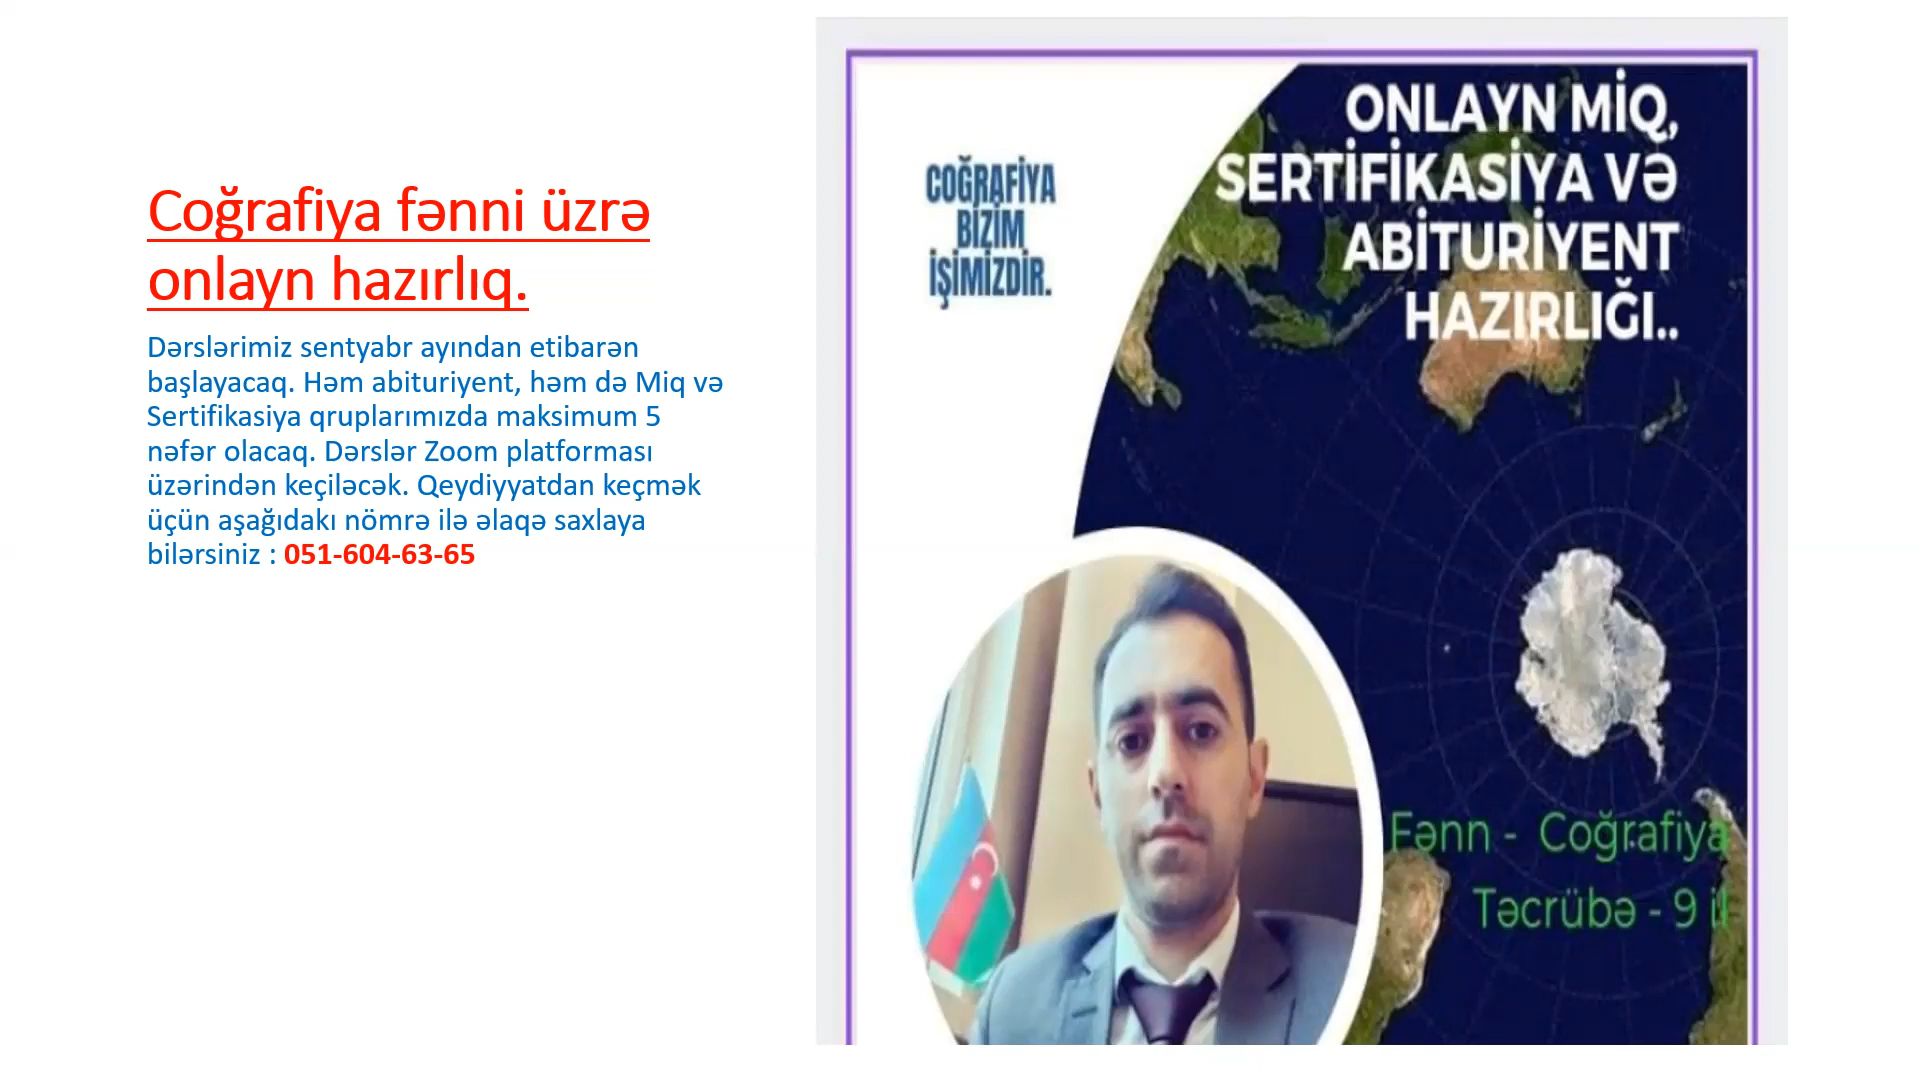 Coğrafiya fənni üzrə
onlayn hazırlıq.
Dərslərimiz sentyabr ayından etibarən
başlayacaq. Həm abituriyent, həm də Miq və
Sertifikasiya qruplarımızda maksimum 5
nəfər olacaq. Dərslər Zoom platforması
üzərindən keçiləcək. Qeydiyyatdan keçmək
üçün aşağıdakı nömrə ilə əlaqə saxlaya
bilərsiniz : 051-604-63-65
COĞRAFİYA
BİZİM
İŞİMİZDİR.
ONLAYN MİQ,
SERTİFİKASİYA VƏ
ABİTURİYENT
HAZIRLIĞI..
Fənn - Coğrafiya
Təcrübə - 9 il